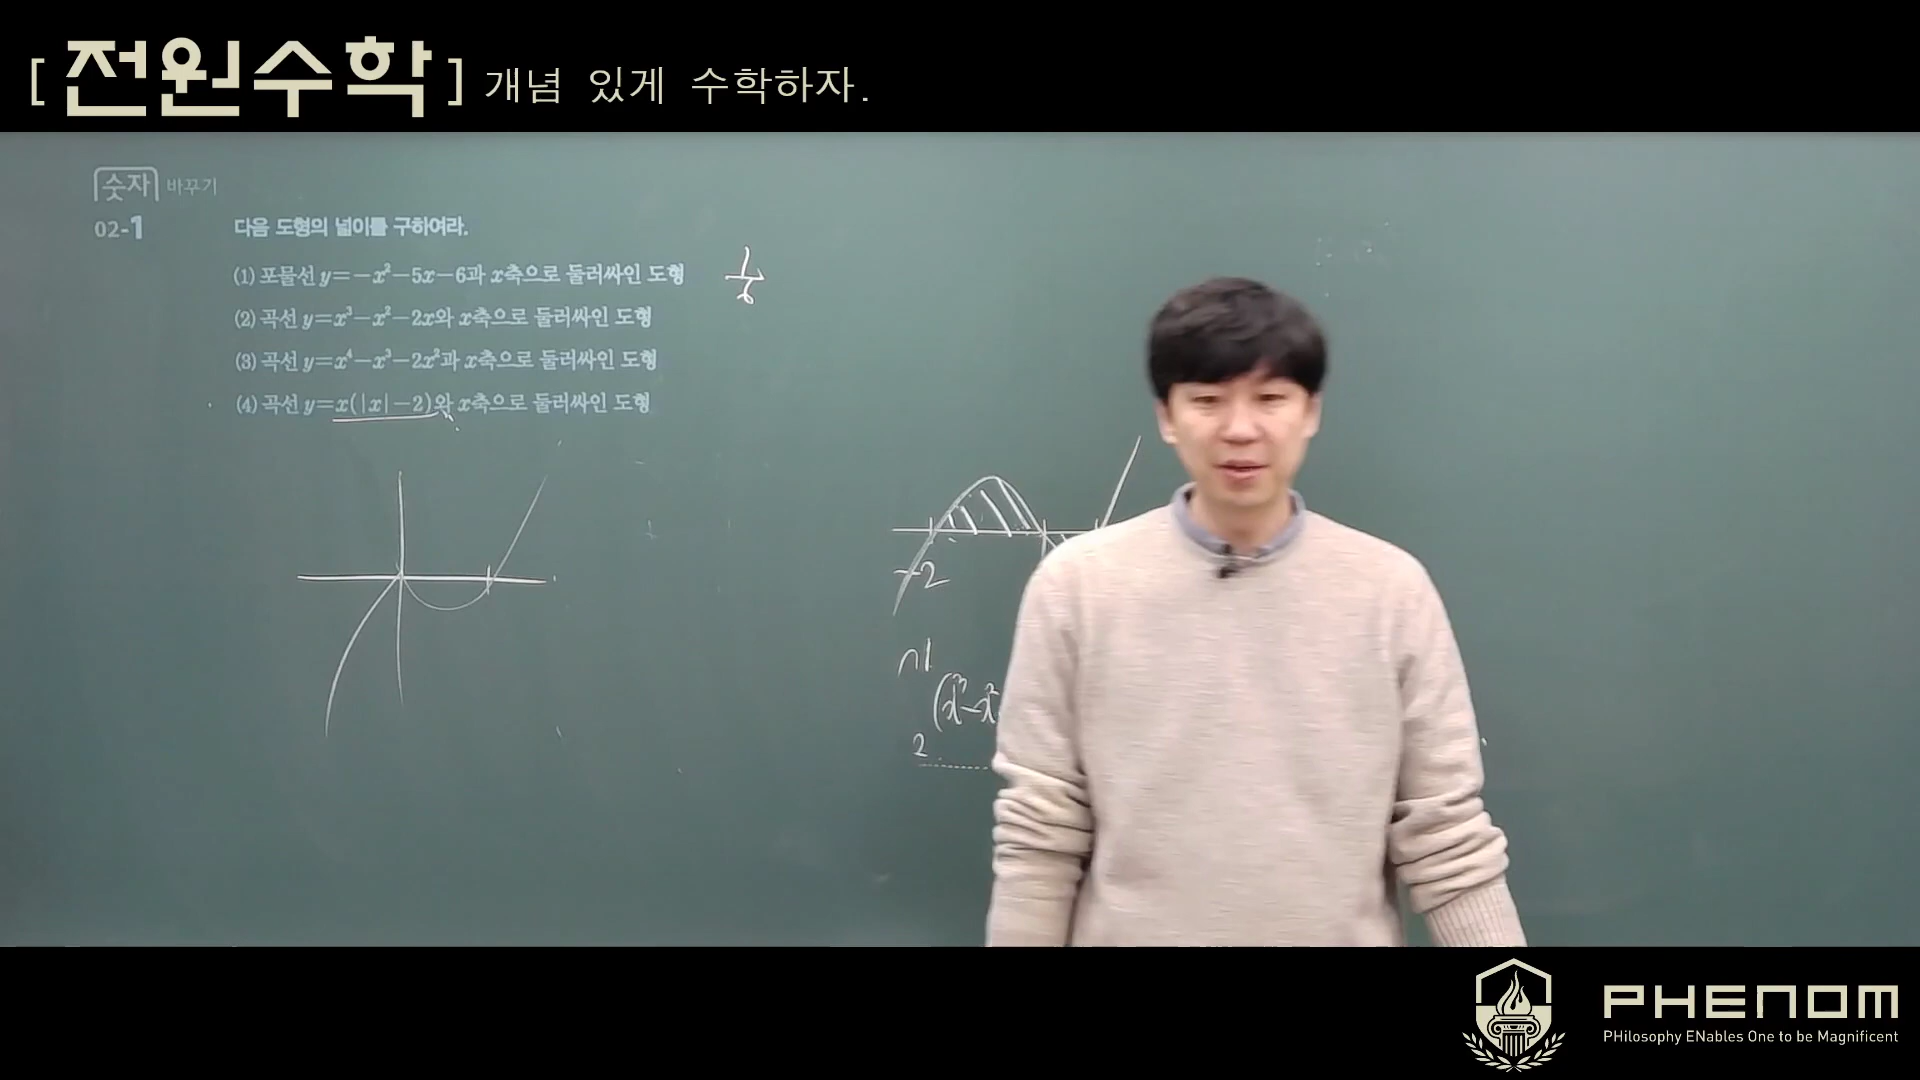 [전원수학] 개념 있게 수학하자.
숫자 바꾸기
02-1 다음 도형의 넓이를 구하여라.
(1) 포물선 y=-x²-5x-6과 x축으로 둘러싸인 도형
1/6
(2) 곡선 y=x³-x²-2x와 x축으로 둘러싸인 도형
(3) 곡선 y=x⁴-x³-2x²과 x축으로 둘러싸인 도형
(4) 곡선 y=x(|x|-2)와 x축으로 둘러싸인 도형
-2
2
PHENOM
PHilosophy ENables One to be Magnificent